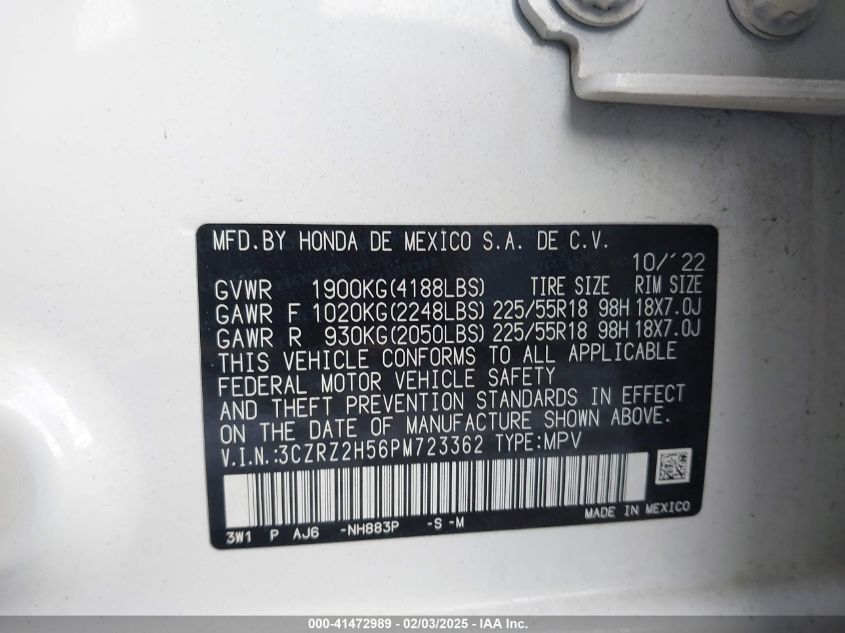 MFD.BY HONDA DE MEXICO S.A. DE C.V.
10/'22
GVWR 1900KG(4188LBS) TIRE SIZE RIM SIZE
GAWR F 1020KG(2248LBS) 225/55R18 98H 18X7.0J
GAWR R 930KG(2050LBS) 225/55R18 98H 18X7.0J
THIS VEHICLE CONFORMS TO ALL APPLICABLE
FEDERAL MOTOR VEHICLE SAFETY
AND THEFT PREVENTION STANDARDS IN EFFECT
ON THE DATE OF MANUFACTURE SHOWN ABOVE.
V.I.N.:3CZRZ2H56PM723362 TYPE:MPV
3W1 P AJ6 -NH883P -S -M
MADE IN MEXICO
000-41472989 - 02/03/2025 - IAA Inc.